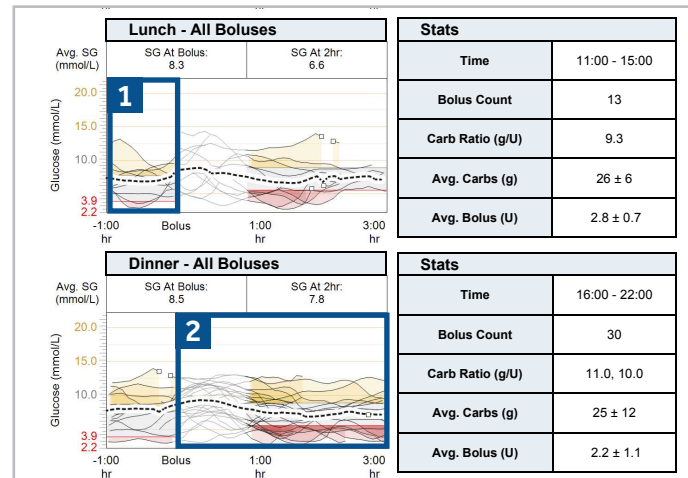 Lunch - All Boluses
Avg. SG
(mmol/L)
SG At Bolus:
8.3
SG At 2hr:
6.6
Glucose (mmol/L)
20.0
15.0
10.0
3.9
2.2
1
-1:00
hr
Bolus
1:00
hr
3:00
hr
Stats
Time 11:00 - 15:00
Bolus Count 13
Carb Ratio (g/U) 9.3
Avg. Carbs (g) 26 ± 6
Avg. Bolus (U) 2.8 ± 0.7
Dinner - All Boluses
Avg. SG
(mmol/L)
SG At Bolus:
8.5
SG At 2hr:
7.8
Glucose (mmol/L)
20.0
15.0
10.0
3.9
2.2
2
-1:00
hr
Bolus
1:00
hr
3:00
hr
Stats
Time 16:00 - 22:00
Bolus Count 30
Carb Ratio (g/U) 11.0, 10.0
Avg. Carbs (g) 25 ± 12
Avg. Bolus (U) 2.2 ± 1.1